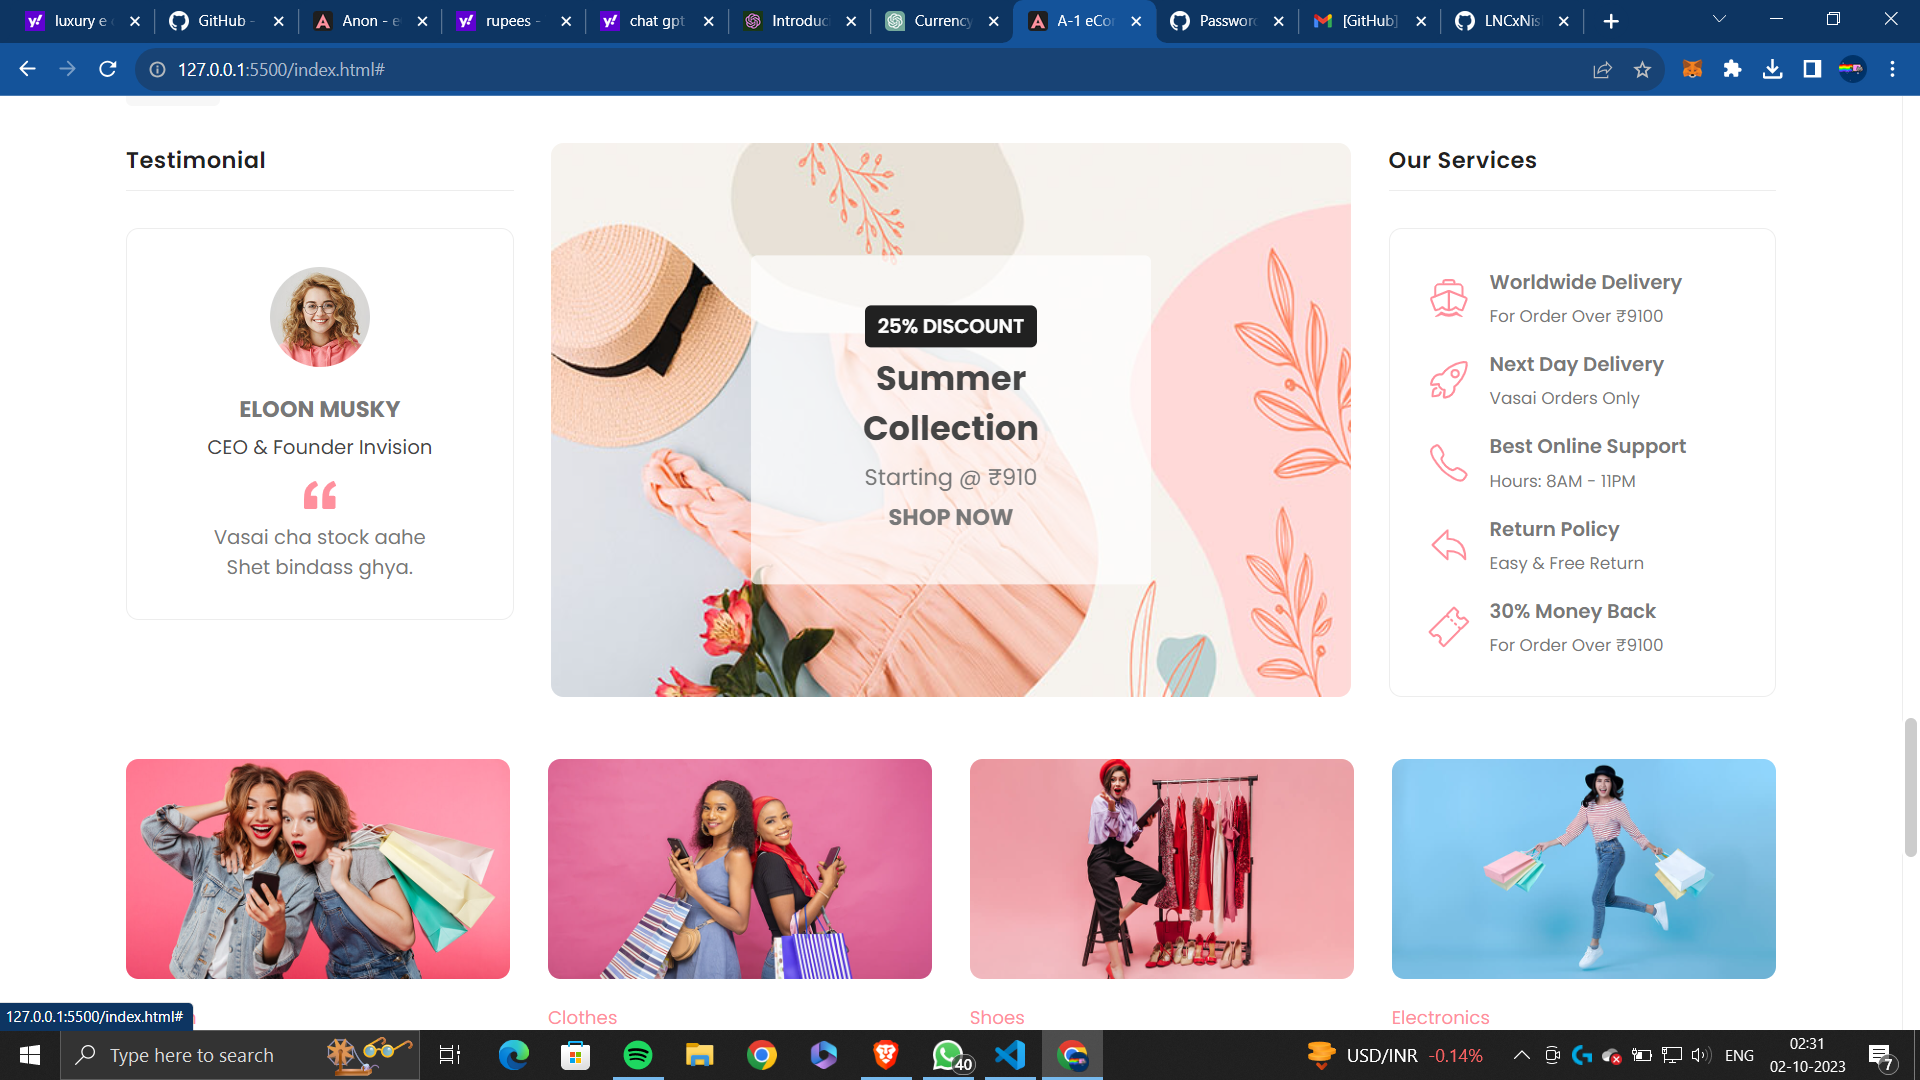 luxury e c
GitHub -
Anon - e
rupees -
chat gpt
Introduc
Currency
A-1 eCor
Password
[GitHub]
LNCxNis
127.0.0.1:5500/index.html#
Testimonial
ELOON MUSKY
CEO & Founder Invision
Vasai cha stock aahe
Shet bindass ghya.
25% DISCOUNT
Summer
Collection
Starting @ ₹910
SHOP NOW
Our Services
Worldwide Delivery
For Order Over ₹9100
Next Day Delivery
Vasai Orders Only
Best Online Support
Hours: 8AM - 11PM
Return Policy
Easy & Free Return
30% Money Back
For Order Over ₹9100
Clothes
Shoes
Electronics
127.0.0.1:5500/index.html#
Type here to search
40
USD/INR -0.14%
ENG
02:31
02-10-2023
7